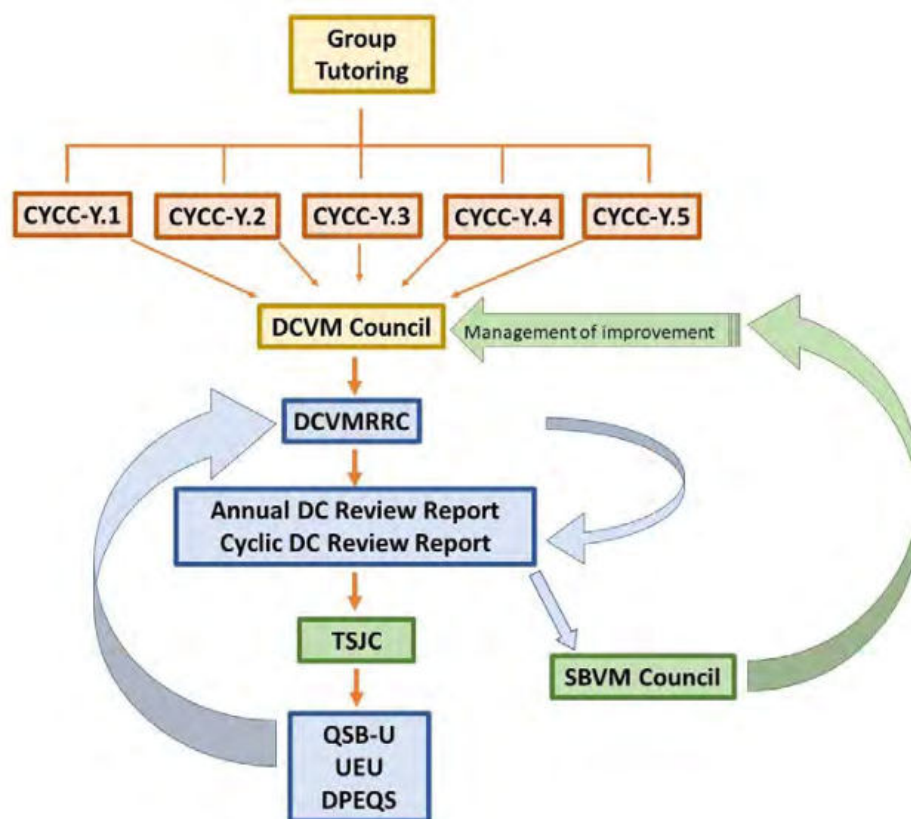 Group
Tutoring
CYCC-Y.1
CYCC-Y.2
CYCC-Y.3
CYCC-Y.4
CYCC-Y.5
DCVM Council
Management of improvement
DCVMRRC
Annual DC Review Report
Cyclic DC Review Report
TSJC
SBVM Council
QSB-U
UEU
DPEQS